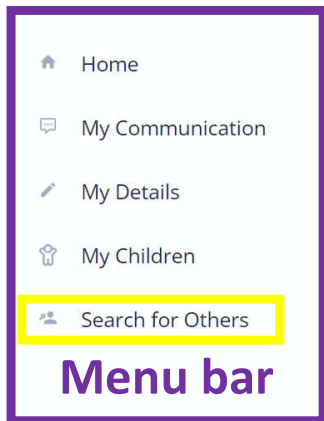 Home
My Communication
My Details
My Children
Search for Others
Menu bar